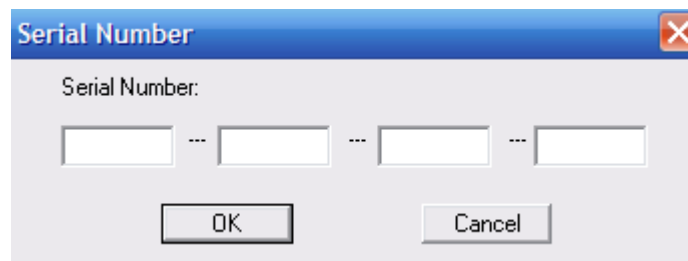 Serial Number
Serial Number:
--- --- ---
OK Cancel